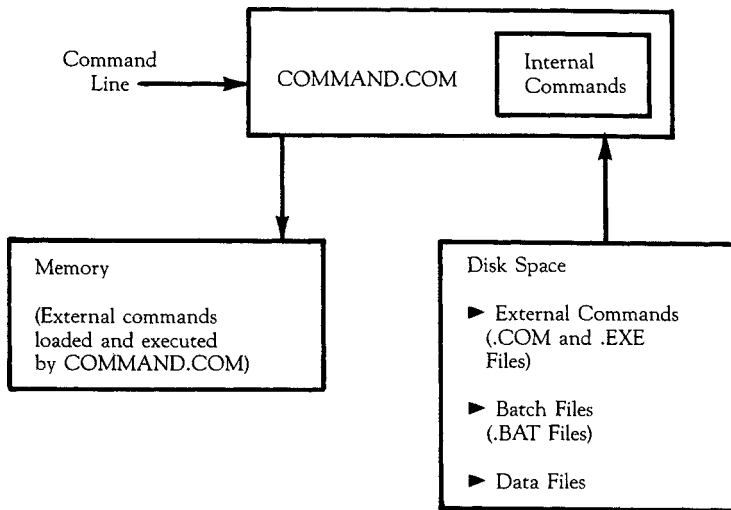 Command
Line
COMMAND.COM
Internal
Commands
Memory
(External commands
loaded and executed
by COMMAND.COM)
Disk Space
► External Commands
(.COM and .EXE
Files)
► Batch Files
(.BAT Files)
► Data Files